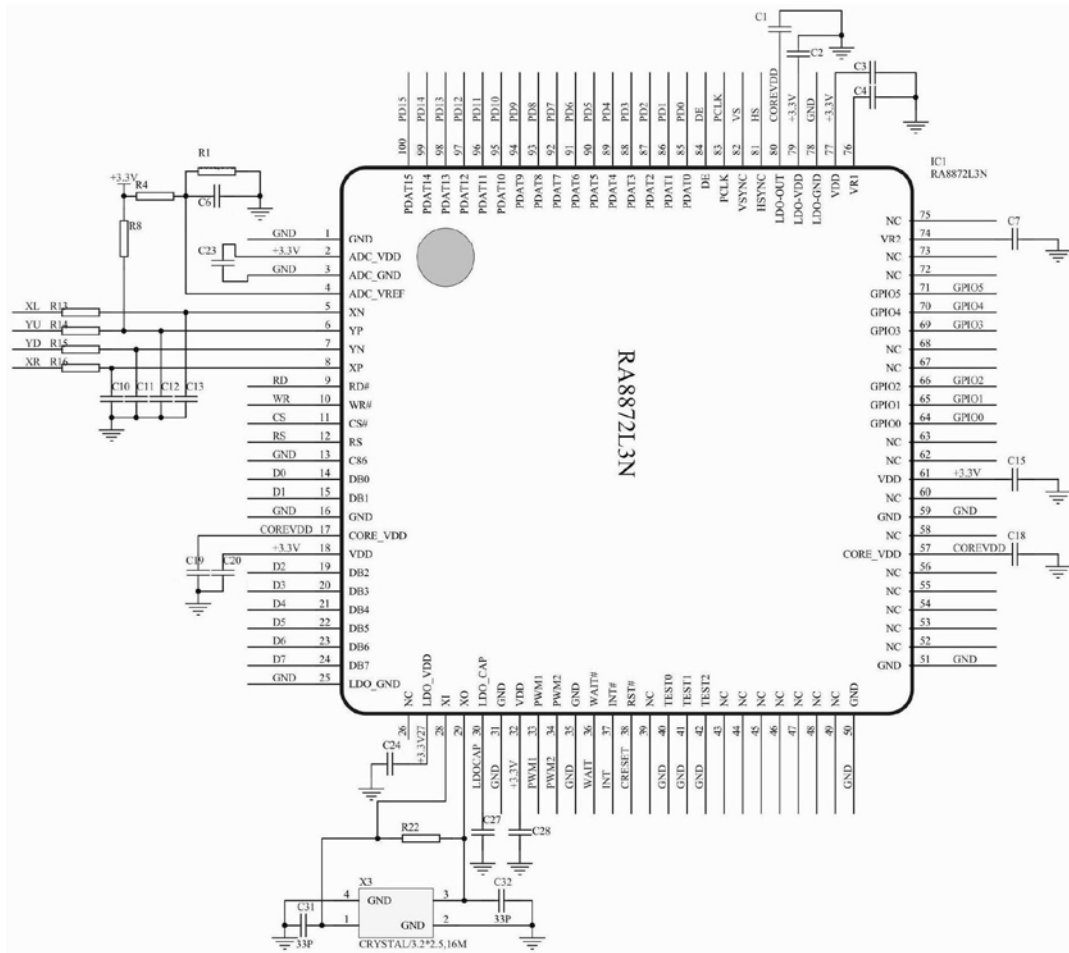 C1
C2
C3
C4
PD15 PD14 PD13 PD12 PD11 PD10 PD9 PD8 PD7 PD6 PD5 PD4 PD3 PD2 PD1 PD0 DE PCLK VS HS COREVDD +3.3V GND +3.3V
100 99 98 97 96 95 94 93 92 91 90 89 88 87 86 85 84 83 82 81 80 79 78 77 76
PDAT15 PDAT14 PDAT13 PDAT12 PDAT11 PDAT10 PDAT9 PDAT8 PDAT7 PDAT6 PDAT5 PDAT4 PDAT3 PDAT2 PDAT1 PDAT0 DE PCLK VSYNC HSYNC LDO-OUT LDO-VDD LDO-GND VDD VR1
IC1
RA8872L3N
R1
+3.3V R4
C6
R8
C23
GND 1 GND
+3.3V 2 ADC_VDD
GND 3 ADC_GND
4 ADC_VREF
XL R13 5 XN
YU R14 6 YP
YD R15 7 YN
XR R16 8 XP
C10 C11 C12 C13
RD 9 RD#
WR 10 WR#
CS 11 CS#
RS 12 RS
GND 13 C86
D0 14 DB0
D1 15 DB1
GND 16 GND
COREVDD 17 CORE_VDD
+3.3V 18 VDD
C19 C20
D2 19 DB2
D3 20 DB3
D4 21 DB4
D5 22 DB5
D6 23 DB6
D7 24 DB7
GND 25 LDO_GND
RA8872L3N
NC 75
VR2 74 C7
NC 73
NC 72
GPIO5 71 GPIO5
GPIO4 70 GPIO4
GPIO3 69 GPIO3
NC 68
NC 67
GPIO2 66 GPIO2
GPIO1 65 GPIO1
GPIO0 64 GPIO0
NC 63
NC 62
VDD 61 +3.3V C15
NC 60
GND 59 GND
NC 58
CORE_VDD 57 COREVDD C18
NC 56
NC 55
NC 54
NC 53
NC 52
GND 51 GND
NC LDO_VDD XI XO LDO_CAP GND VDD PWM1 PWM2 GND WAIT# INT# RST# NC TEST0 TEST1 TEST2 NC NC NC NC NC NC NC GND
26 27 28 29 30 31 32 33 34 35 36 37 38 39 40 41 42 43 44 45 46 47 48 49 50
+3.3V LDOCAP GND +3.3V PWM1 PWM2 GND WAIT INT CRESET GND GND GND GND
C24
C27
C28
R22
X3
C31
33P
4 GND 3
1 GND 2
C32
33P
CRYSTAL/3.2*2.5,16M